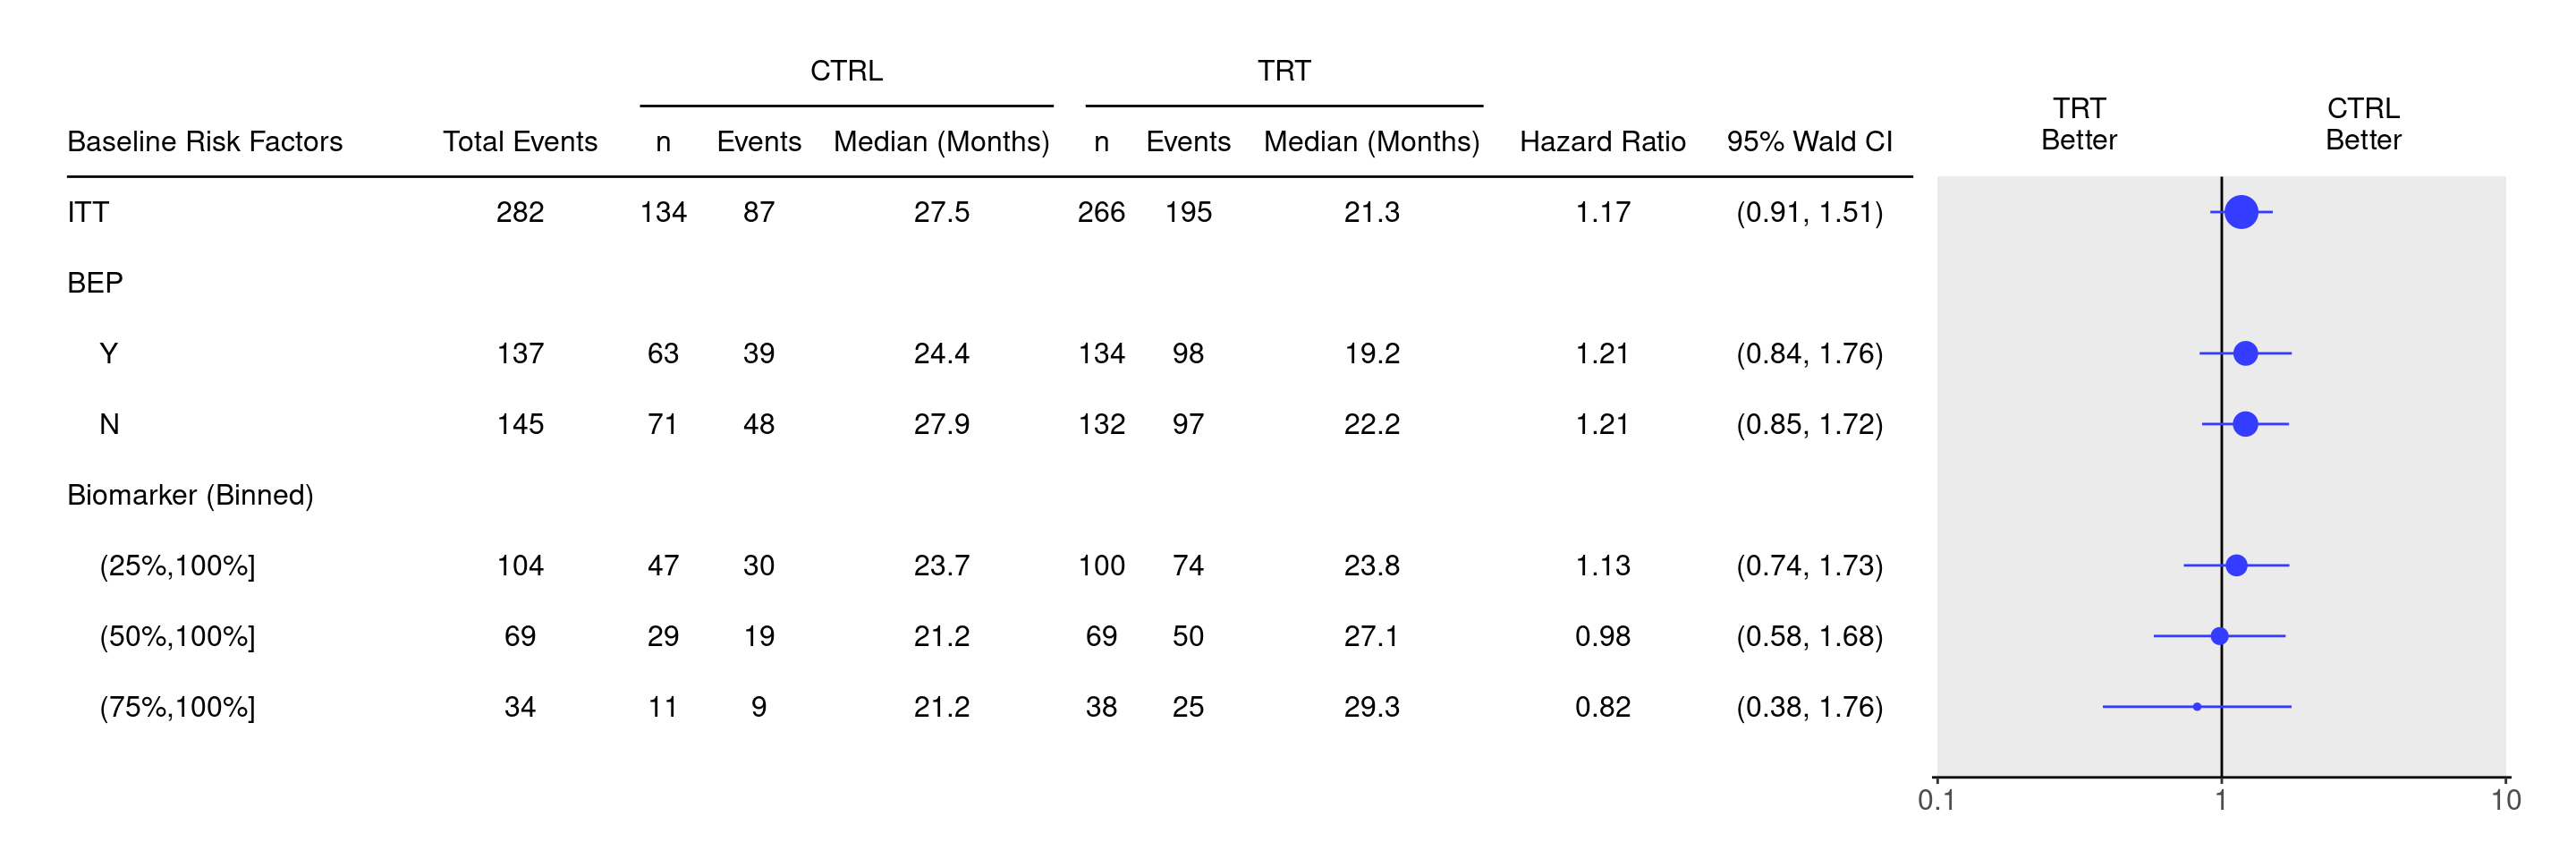 CTRL TRT
TRT Better CTRL Better
Baseline Risk Factors Total Events n Events Median (Months) n Events Median (Months) Hazard Ratio 95% Wald CI
ITT 282 134 87 27.5 266 195 21.3 1.17 (0.91, 1.51)
BEP
Y 137 63 39 24.4 134 98 19.2 1.21 (0.84, 1.76)
N 145 71 48 27.9 132 97 22.2 1.21 (0.85, 1.72)
Biomarker (Binned)
(25%,100%] 104 47 30 23.7 100 74 23.8 1.13 (0.74, 1.73)
(50%,100%] 69 29 19 21.2 69 50 27.1 0.98 (0.58, 1.68)
(75%,100%] 34 11 9 21.2 38 25 29.3 0.82 (0.38, 1.76)
0.1 1 10